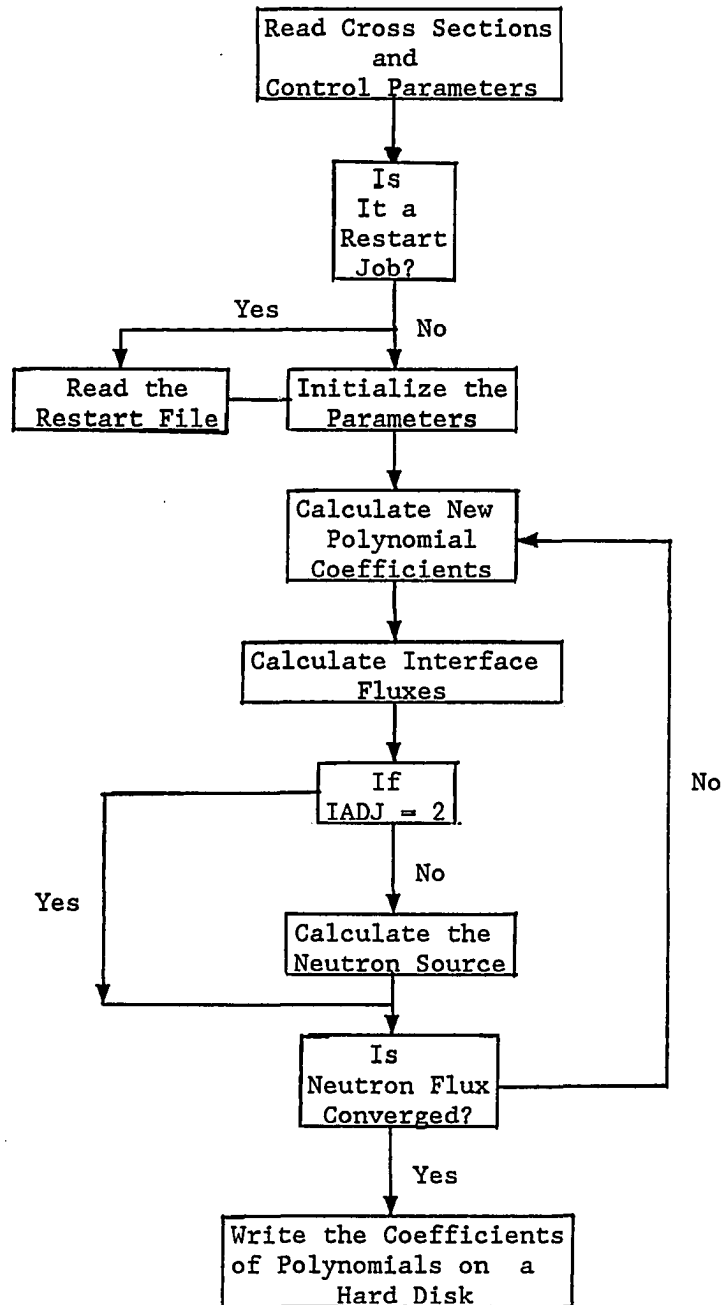 Read Cross Sections
and
Control Parameters
Is
It a
Restart
Job?
Yes
No
Read the
Restart File
Initialize the
Parameters
Calculate New
Polynomial
Coefficients
Calculate Interface
Fluxes
If
IADJ = 2
No
No
Yes
Calculate the
Neutron Source
Is
Neutron Flux
Converged?
Yes
Write the Coefficients
of Polynomials on a
Hard Disk